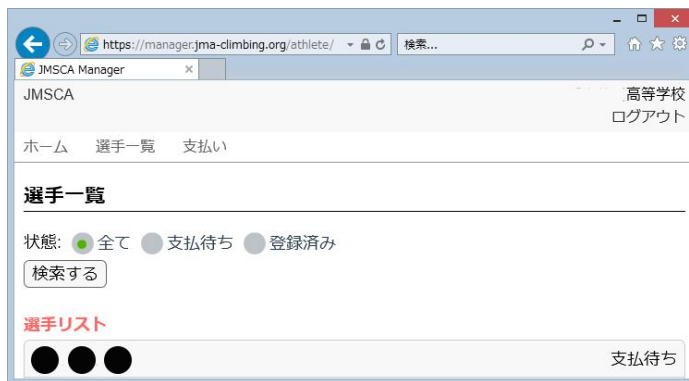 https://manager.jma-climbing.org/athlete/
検索...
JMSCA Manager
JMSCA
高等学校
ログアウト
ホーム 選手一覧 支払い
選手一覧
状態: 全て 支払待ち 登録済み
検索する
選手リスト
支払待ち